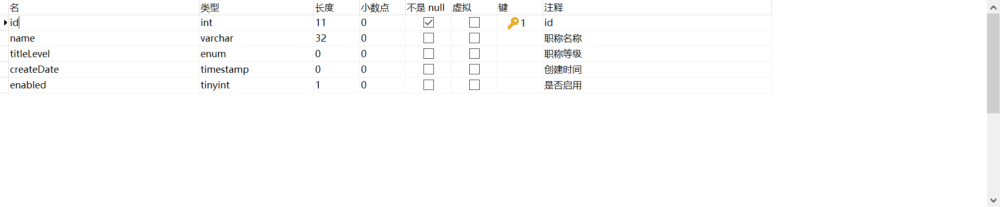 名 类型 长度 小数点 不是 null 虚拟 键 注释
id int 11 0 1 id
name varchar 32 0 职称名称
titleLevel enum 0 0 职称等级
createDate timestamp 0 0 创建时间
enabled tinyint 1 0 是否启用